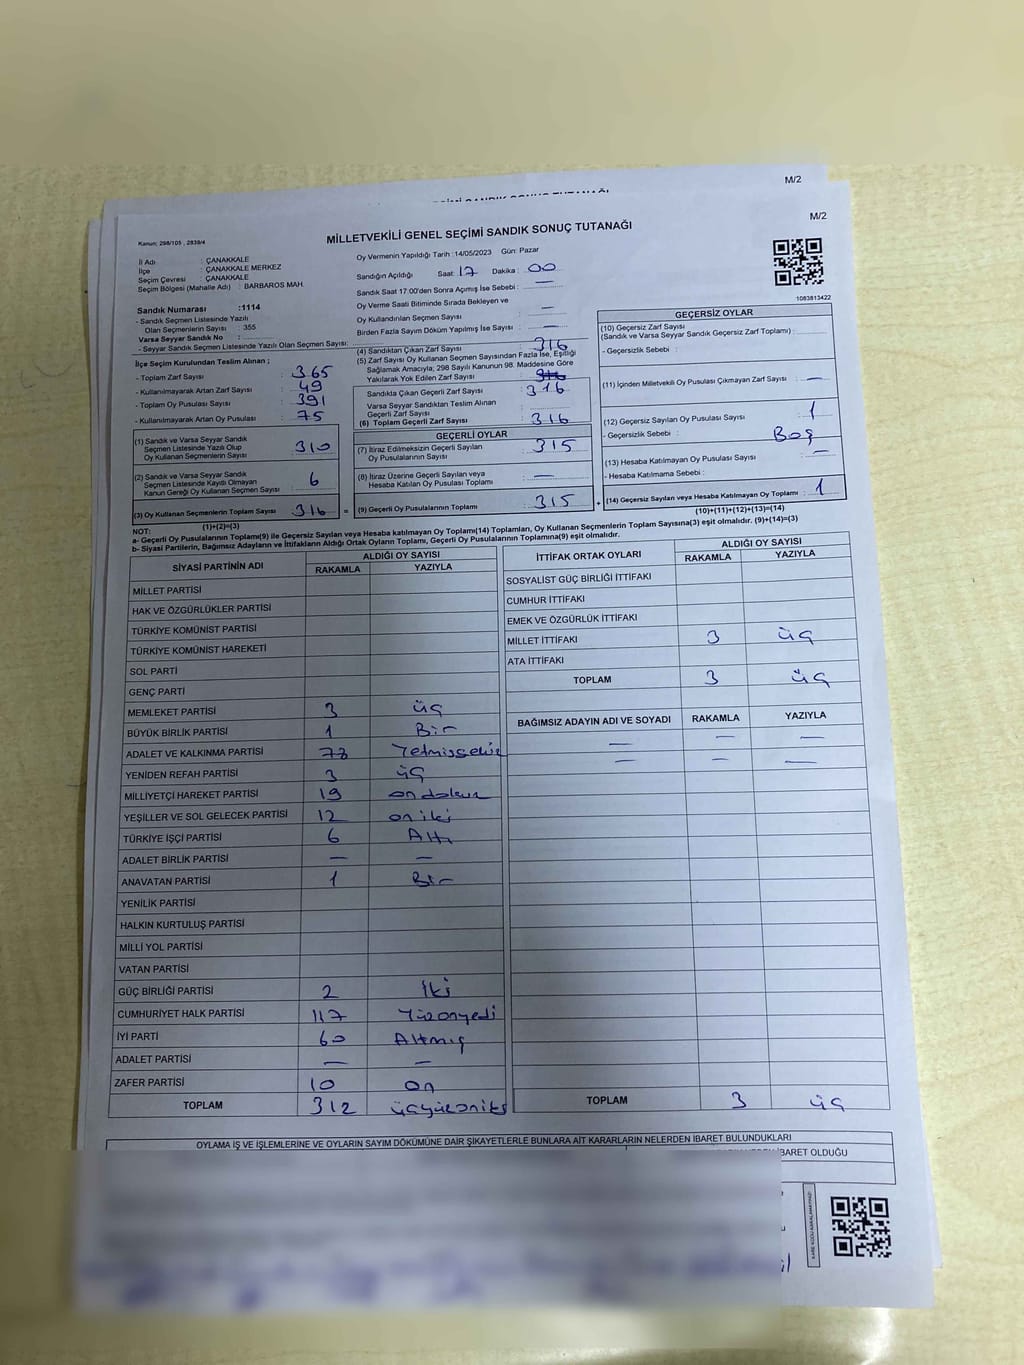 M/2
M/2
Kanun; 298/105 , 2839/4
MİLLETVEKİLİ GENEL SEÇİMİ SANDIK SONUÇ TUTANAĞI
İl Adı : ÇANAKKALE
İlçe : ÇANAKKALE MERKEZ
Seçim Çevresi : ÇANAKKALE
Seçim Bölgesi (Mahalle Adı) : BARBAROS MAH.
Oy Vermenin Yapıldığı Tarih :14/05/2023 Gün: Pazar
Sandığın Açıldığı Saat: 17 Dakika : 00
Sandık Saat 17:00'den Sonra Açımış İse Sebebi : —
Oy Verme Saati Bitiminde Sırada Bekleyen ve
Oy Kullandırılan Seçmen Sayısı : —
Birden Fazla Sayım Döküm Yapılmış İse Sayısı : —
1083813422
Sandık Numarası :1114
- Sandık Seçmen Listesinde Yazılı
Olan Seçmenlerin Sayısı : 355
Varsa Seyyar Sandık No :
- Seyyar Sandık Seçmen Listesinde Yazılı Olan Seçmen Sayısı:
İlçe Seçim Kurulundan Teslim Alınan ;
- Toplam Zarf Sayısı : 365
- Kullanılmayarak Artan Zarf Sayısı : 49
- Toplam Oy Pusulası Sayısı : 391
- Kullanılmayarak Artan Oy Pusulası : 75
(1) Sandık ve Varsa Seyyar Sandık
Seçmen Listesinde Yazılı Olup
Oy Kullanan Seçmenlerin Sayısı : 310
(2) Sandık ve Varsa Seyyar Sandık
Seçmen Listesinde Kaydı Olmayan
Kanun Gereği Oy Kullanan Seçmen Sayısı : 6
(3) Oy Kullanan Seçmenlerin Toplam Sayısı : 316
(1)+(2)=(3)
(4) Sandıktan Çıkan Zarf Sayısı : 316
(5) Zarf Sayısı Oy Kullanan Seçmen Sayısından Fazla İse, Eşitliği
Sağlamak Amacıyla; 298 Sayılı Kanunun 98. Maddesine Göre
Yakılarak Yok Edilen Zarf Sayısı :
Sandıkta Çıkan Geçerli Zarf Sayısı : 316
Varsa Seyyar Sandıktan Teslim Alınan
Geçerli Zarf Sayısı :
(6) Toplam Geçerli Zarf Sayısı : 316
GEÇERLİ OYLAR
(7) İtiraz Edilmeksizin Geçerli Sayılan
Oy Pusulalarının Sayısı : 315
(8) İtiraz Üzerine Geçerli Sayılan veya
Hesaba Katılan Oy Pusulası Toplamı : —
= (9) Geçerli Oy Pusulalarının Toplamı : 315 +
GEÇERSİZ OYLAR
(10) Geçersiz Zarf Sayısı
(Sandık ve Varsa Seyyar Sandık Geçersiz Zarf Toplamı) :
- Geçersizlik Sebebi :
(11) İçinden Milletvekili Oy Pusulası Çıkmayan Zarf Sayısı : —
(12) Geçersiz Sayılan Oy Pusulası Sayısı : 1
- Geçersizlik Sebebi : Boş
(13) Hesaba Katılmayan Oy Pusulası Sayısı : —
- Hesaba Katılmama Sebebi :
(14) Geçersiz Sayılan veya Hesaba Katılmayan Oy Toplamı : 1
(10)+(11)+(12)+(13)=(14)
NOT:
a- Geçerli Oy Pusulasının Toplamı(9) ile Geçersiz Sayılan veya Hesaba katılmayan Oy Toplamı(14) Toplamları, Oy Kullanan Seçmenlerin Toplam Sayısına(3) eşit olmalıdır. (9)+(14)=(3)
b- Siyasi Partilerin, Bağımsız Adayların ve İttifakların Aldığı Ortak Oyların Toplamı, Geçerli Oy Pusulalarının Toplamına(9) eşit olmalıdır.
SİYASİ PARTİNİN ADI ALDIĞI OY SAYISI
RAKAMLA YAZIYLA
MİLLET PARTİSİ
HAK VE ÖZGÜRLÜKLER PARTİSİ
TÜRKİYE KOMÜNİST PARTİSİ
TÜRKİYE KOMÜNİST HAREKETİ
SOL PARTİ
GENÇ PARTİ
MEMLEKET PARTİSİ 3 üç
BÜYÜK BİRLİK PARTİSİ 1 Bir
ADALET VE KALKINMA PARTİSİ 78 Yetmişsekiz
YENİDEN REFAH PARTİSİ 3 üç
MİLLİYETÇİ HAREKET PARTİSİ 19 ondokuz
YEŞİLLER VE SOL GELECEK PARTİSİ 12 oniki
TÜRKİYE İŞÇİ PARTİSİ 6 Altı
ADALET BİRLİK PARTİSİ — —
ANAVATAN PARTİSİ 1 Bir
YENİLİK PARTİSİ
HALKIN KURTULUŞ PARTİSİ
MİLLİ YOL PARTİSİ
VATAN PARTİSİ
GÜÇ BİRLİĞİ PARTİSİ 2 İki
CUMHURİYET HALK PARTİSİ 117 Yüzonyedi
İYİ PARTİ 60 Altmış
ADALET PARTİSİ — —
ZAFER PARTİSİ 10 on
TOPLAM 312 üçyüzoniki
İTTİFAK ORTAK OYLARI ALDIĞI OY SAYISI
RAKAMLA YAZIYLA
SOSYALİST GÜÇ BİRLİĞİ İTTİFAKI
CUMHUR İTTİFAKI
EMEK VE ÖZGÜRLÜK İTTİFAKI
MİLLET İTTİFAKI 3 üç
ATA İTTİFAKI
TOPLAM 3 üç
BAĞIMSIZ ADAYIN ADI VE SOYADI RAKAMLA YAZIYLA
— — —
— — —
TOPLAM 3 üç
OYLAMA İŞ VE İŞLEMLERİNE VE OYLARIN SAYIM DÖKÜMÜNE DAİR ŞİKAYETLERLE BUNLARA AİT KARARLARIN NELERDEN İBARET BULUNDUKLARI
İBARET OLDUĞU